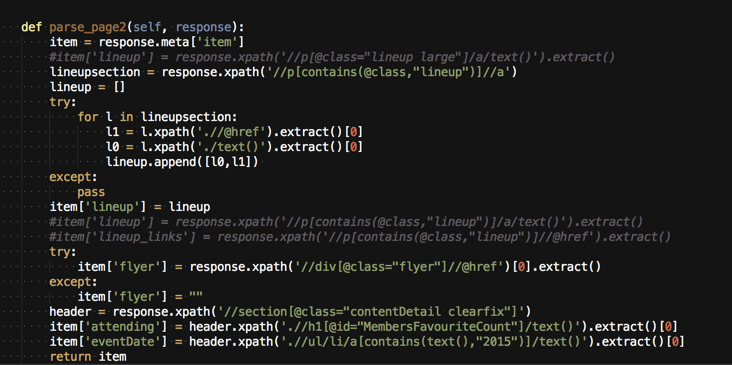 def parse_page2(self, response):
item = response.meta['item']
#item['lineup'] = response.xpath('//p[@class="lineup large"]/a/text()').extract()
lineupsection = response.xpath('//p[contains(@class,"lineup")]//a')
lineup = []
try:
for l in lineupsection:
l1 = l.xpath('.//@href').extract()[0]
l0 = l.xpath('./text()').extract()[0]
lineup.append([l0,l1])
except:
pass
item['lineup'] = lineup
#item['lineup'] = response.xpath('//p[contains(@class,"lineup")]/a/text()').extract()
#item['lineup_links'] = response.xpath('//p[contains(@class,"lineup")]//@href').extract()
try:
item['flyer'] = response.xpath('//div[@class="flyer"]//@href')[0].extract()
except:
item['flyer'] = ""
header = response.xpath('//section[@class="contentDetail clearfix"]')
item['attending'] = header.xpath('.//h1[@id="MembersFavouriteCount"]/text()').extract()[0]
item['eventDate'] = header.xpath('.//ul/li/a[contains(text(),"2015")]/text()').extract()[0]
return item